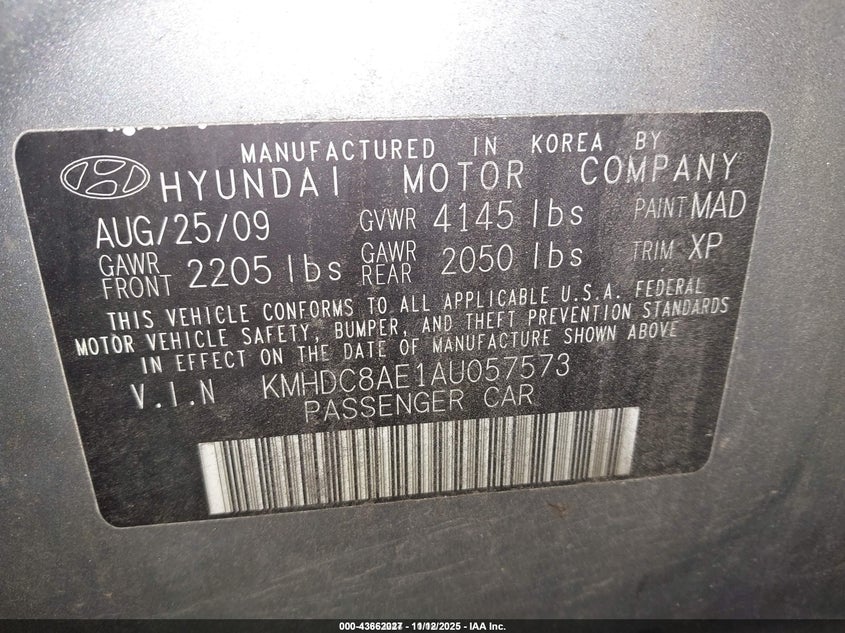 MANUFACTURED IN KOREA BY
HYUNDAI MOTOR COMPANY
AUG/25/09 GVWR 4145 lbs PAINT MAD
GAWR FRONT 2205 lbs GAWR REAR 2050 lbs TRIM XP
THIS VEHICLE CONFORMS TO ALL APPLICABLE U.S.A. FEDERAL
MOTOR VEHICLE SAFETY, BUMPER, AND THEFT PREVENTION STANDARDS
IN EFFECT ON THE DATE OF MANUFACTURE SHOWN ABOVE
V.I.N KMHDC8AE1AU057573
PASSENGER CAR
- IAA Inc.